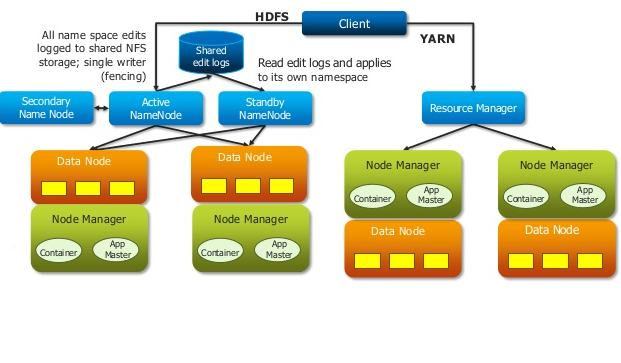 HDFS
Client
YARN
All name space edits
logged to shared NFS
storage; single writer
(fencing)
Shared
edit logs
Read edit logs and applies
to its own namespace
Secondary
Name Node
Active
NameNode
Standby
NameNode
Resource Manager
Data Node
Data Node
Node Manager
Container
App
Master
Node Manager
Container
App
Master
Node Manager
Container
App
Master
Node Manager
Container
App
Master
Data Node
Data Node